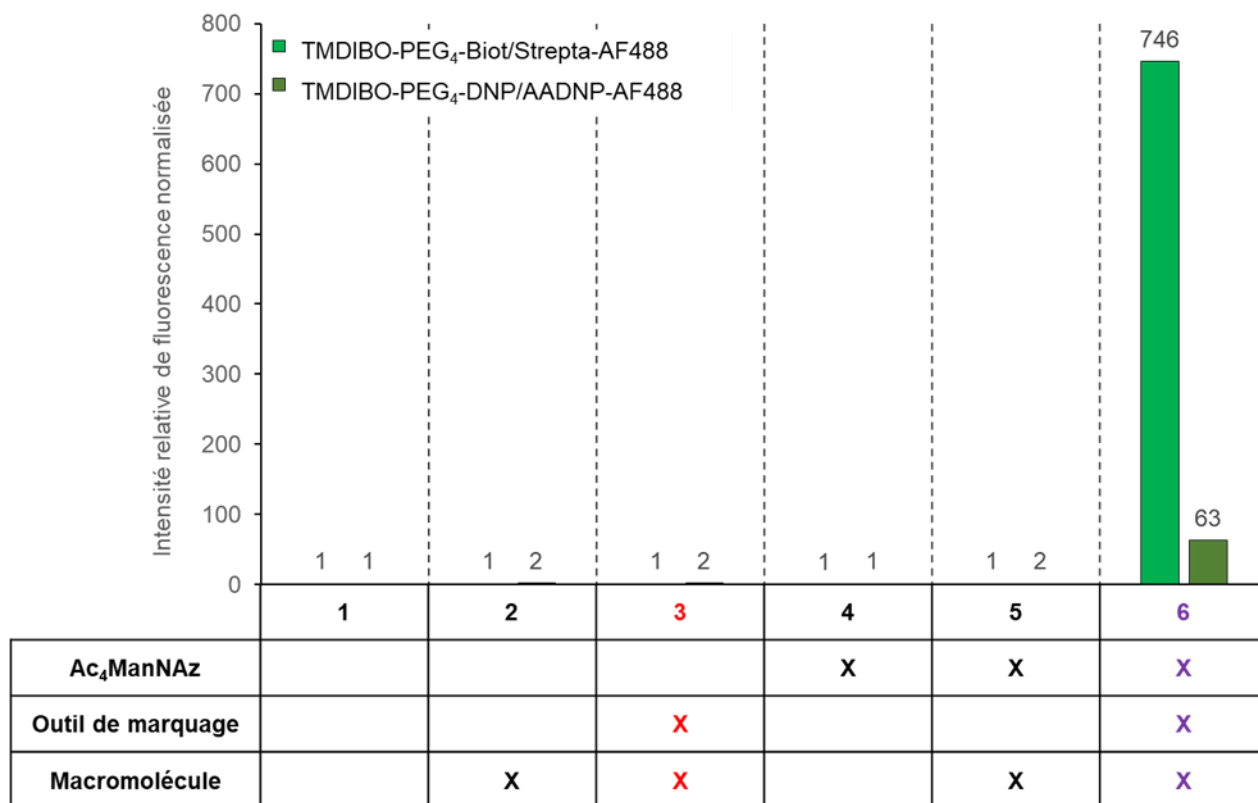 Intensité relative de fluorescence normalisée
800
700
600
500
400
300
200
100
0
TMDIBO-PEG₄-Biot/Strepta-AF488
TMDIBO-PEG₄-DNP/AADNP-AF488
1 1 1 2 1 2 1 1 1 2 746 63
1 2 3 4 5 6
Ac₄ManNAz X X X
Outil de marquage X X
Macromolécule X X X X